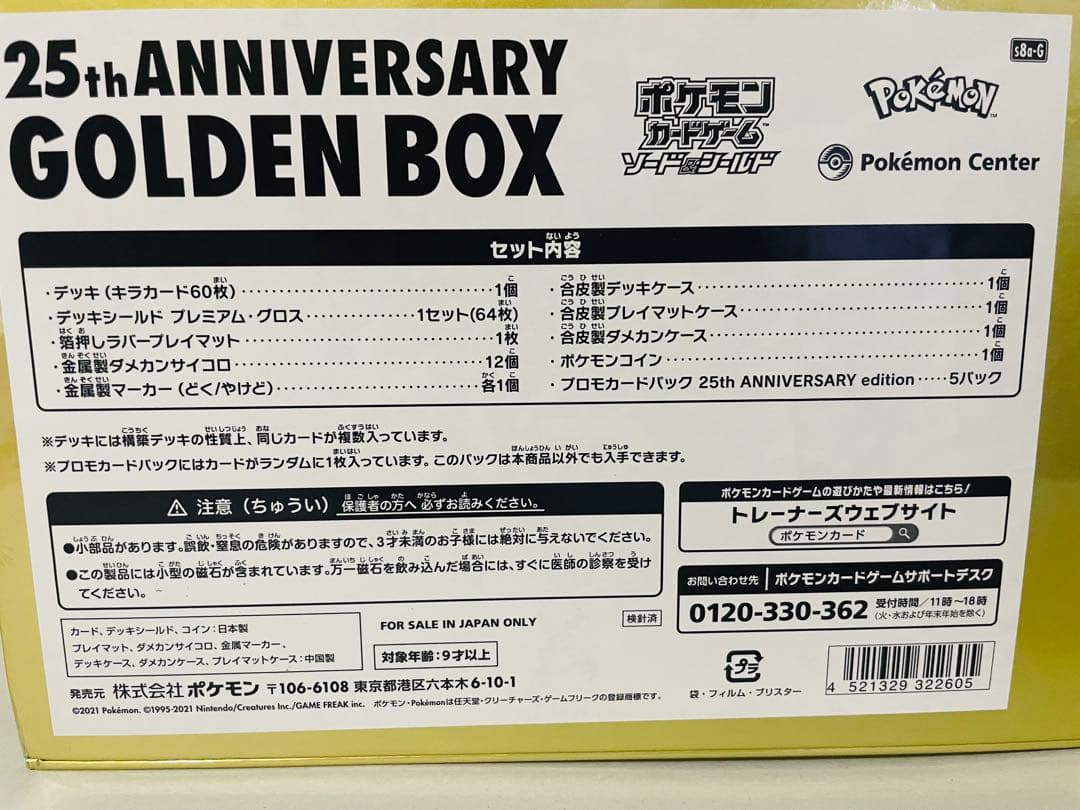 25th ANNIVERSARY
GOLDEN BOX
ポケモン
カードゲーム
ソード&シールド
s8a-G
Pokémon
Pokémon Center
セット内容
・デッキ(キラカード60枚)……1個
・デッキシールド プレミアム・グロス……1セット(64枚)
・箔押しラバープレイマット……1枚
・金属製ダメカンサイコロ……12個
・金属製マーカー(どく/やけど)……各1個
・合皮製デッキケース……1個
・合皮製プレイマットケース……1個
・合皮製ダメカンケース……1個
・ポケモンコイン……1個
・プロモカードパック 25th ANNIVERSARY edition……5パック
※デッキには構築デッキの性質上、同じカードが複数入っています。
※プロモカードパックにはカードがランダムに1枚入っています。このパックは本商品以外でも入手できます。
⚠ 注意(ちゅうい) 保護者の方へ 必ずお読みください。
●小部品があります。誤飲・窒息の危険がありますので、3才未満のお子様には絶対に与えないでください。
●この製品には小型の磁石が含まれています。万一磁石を飲み込んだ場合には、すぐに医師の診察を受け
てください。
ポケモンカードゲームの遊びかたや最新情報はこちら!
トレーナーズウェブサイト
ポケモンカード
お問い合わせ先 ポケモンカードゲームサポートデスク
0120-330-362 受付時間/11時~18時
(火・水および年末年始を除く)
カード、デッキシールド、コイン:日本製
プレイマット、ダメカンサイコロ、金属マーカー、
デッキケース、ダメカンケース、プレイマットケース:中国製
FOR SALE IN JAPAN ONLY
検針済
対象年齢:9才以上
プラ
袋・フィルム・ブリスター
4 521329 322605
発売元 株式会社 ポケモン 〒106-6108 東京都港区六本木6-10-1
©2021 Pokémon. ©1995-2021 Nintendo/Creatures Inc./GAME FREAK inc. ポケモン・Pokémonは任天堂・クリーチャーズ・ゲームフリークの登録商標です。